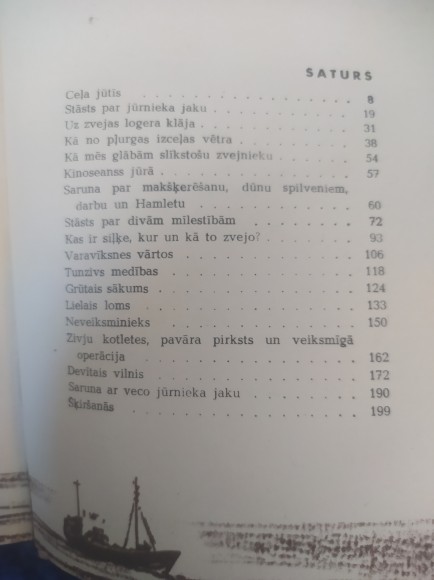 SATURS
Ceļa jūtīs . . . . . . . . . . . . 8
Stāsts par jūrnieka jaku . . . . . . . . 19
Uz zvejas logera klāja . . . . . . . . . 31
Kā no pļurgas izceļas vētra . . . . . . . 38
Kā mēs glābām slīkstošu zvejnieku . . . . . 54
Kinoseanss jūrā . . . . . . . . . . . 57
Saruna par makšķerēšanu, dūnu spilveniem,
darbu un Hamletu . . . . . . . . . . 60
Stāsts par divām mīlestībām . . . . . . . 72
Kas ir siļķe, kur un kā to zvejo? . . . . . . 93
Varavīksnes vārtos . . . . . . . . . . 106
Tunzivs medības . . . . . . . . . . . 118
Grūtais sākums . . . . . . . . . . . 124
Lielais loms . . . . . . . . . . . . 133
Neveiksminieks . . . . . . . . . . . 150
Zivju kotletes, pavāra pirksts un veiksmīgā
operācija . . . . . . . . . . . . 162
Devītais vilnis . . . . . . . . . . . 172
Saruna ar veco jūrnieku jaku . . . . . . . 190
Šķiršanās . . . . . . . . . . . . 199